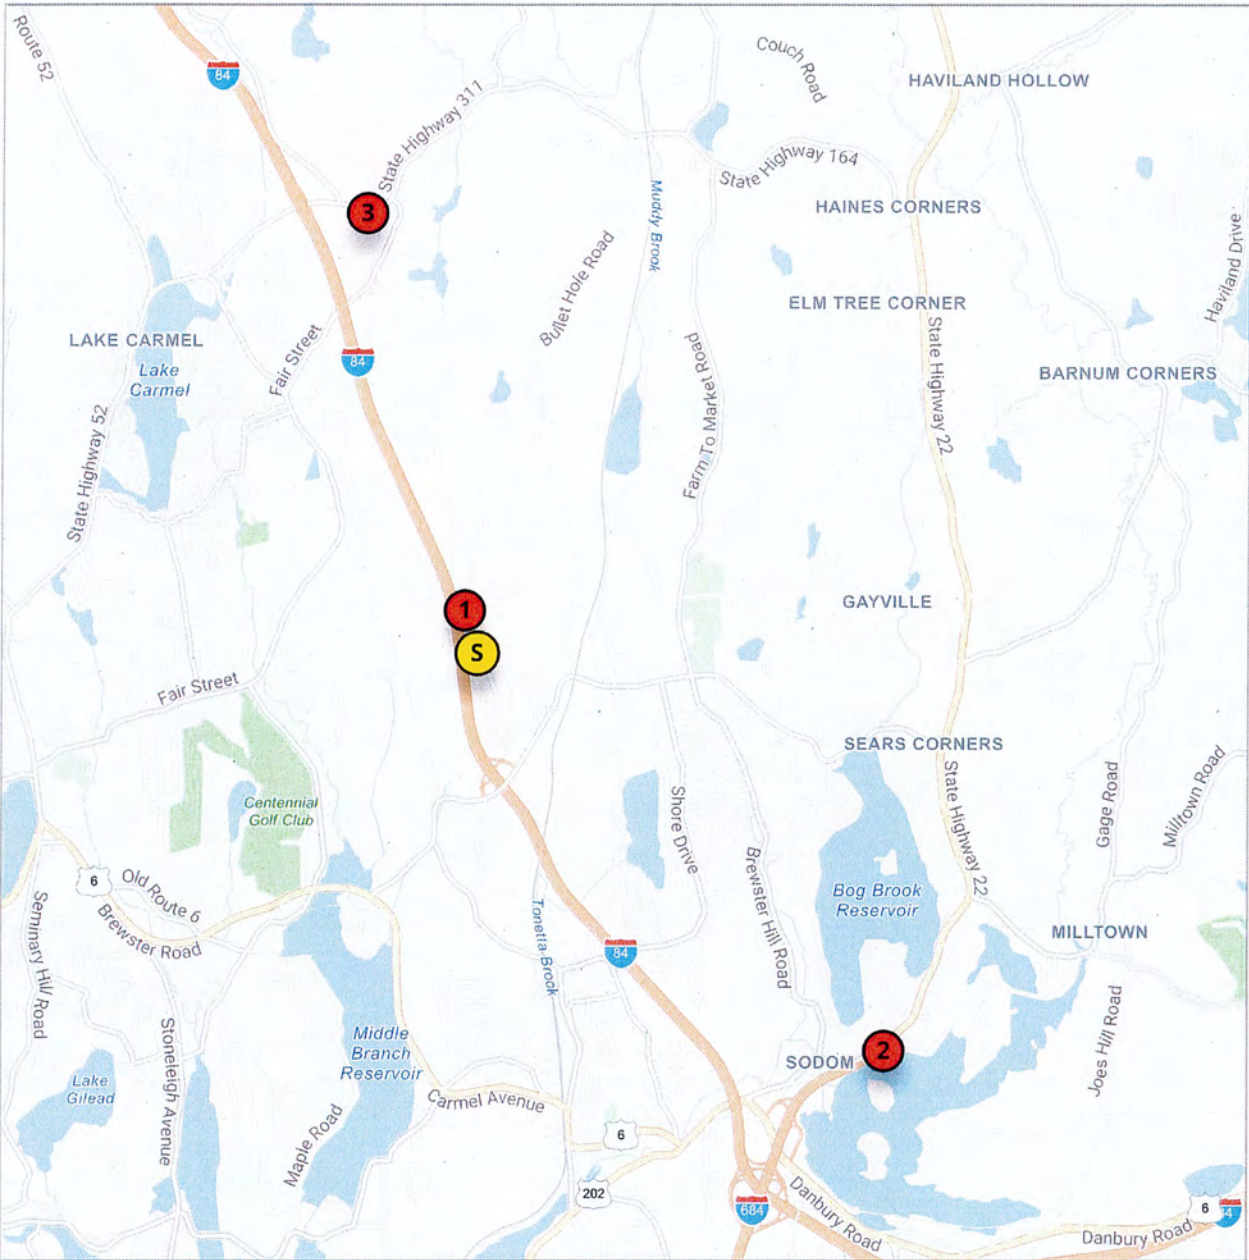 Route 52
84
Couch Road
HAVILAND HOLLOW
State Highway 311
State Highway 164
3
Muddy Brook
HAINES CORNERS
Haviland Drive
Bullet Hole Road
ELM TREE CORNER
LAKE CARMEL
Lake
Carmel
Fair Street
84
Farm To Market Road
State Highway 22
BARNUM CORNERS
State Highway 52
1
GAYVILLE
S
Fair Street
SEARS CORNERS
Centennial
Golf Club
Shore Drive
State Highway 22
Gage Road
Milltown Road
6
Old Route 6
Brewster Road
Seminary Hill Road
Brewster Hill Road
Bog Brook
Reservoir
Tonetta Brook
84
MILLTOWN
Middle
Branch
Reservoir
Stoneleigh Avenue
Lake
Gilead
SODOM
2
Joes Hill Road
Carmel Avenue
Maple Road
6
202
684
Danbury Road
6
4
Danbury Road